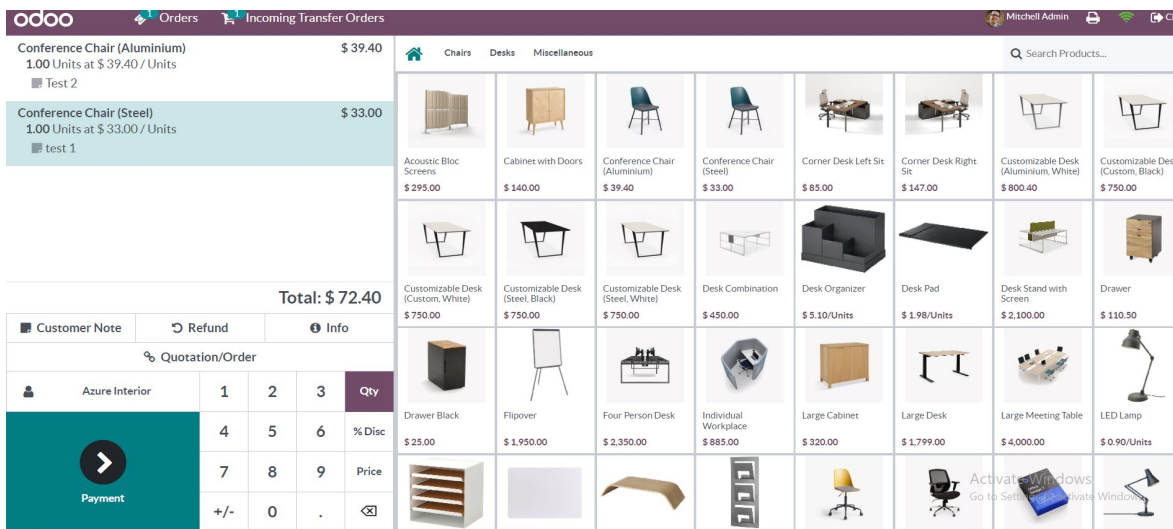 odoo
1 Orders
1 Incoming Transfer Orders
Mitchell Admin
Conference Chair (Aluminium) $ 39.40
1.00 Units at $ 39.40 / Units
Test 2
Conference Chair (Steel) $ 33.00
1.00 Units at $ 33.00 / Units
test 1
Total: $ 72.40
Customer Note
Refund
Info
Quotation/Order
Azure Interior
1 2 3 Qty
4 5 6 % Disc
7 8 9 Price
+/- 0 .
Payment
Chairs Desks Miscellaneous
Search Products...
Acoustic Bloc
Screens
$ 295.00
Cabinet with Doors
$ 140.00
Conference Chair
(Aluminium)
$ 39.40
Conference Chair
(Steel)
$ 33.00
Corner Desk Left Sit
$ 85.00
Corner Desk Right
Sit
$ 147.00
Customizable Desk
(Aluminium, White)
$ 800.40
Customizable Des
(Custom, Black)
$ 750.00
Customizable Desk
(Custom, White)
$ 750.00
Customizable Desk
(Steel, Black)
$ 750.00
Customizable Desk
(Steel, White)
$ 750.00
Desk Combination
$ 450.00
Desk Organizer
$ 5.10/Units
Desk Pad
$ 1.98/Units
Desk Stand with
Screen
$ 2,100.00
Drawer
$ 110.50
Drawer Black
$ 25.00
Flipover
$ 1,950.00
Four Person Desk
$ 2,350.00
Individual
Workplace
$ 885.00
Large Cabinet
$ 320.00
Large Desk
$ 1,799.00
Large Meeting Table
$ 4,000.00
LED Lamp
$ 0.90/Units
Activate Windows
Go to Settings to activate Windows.